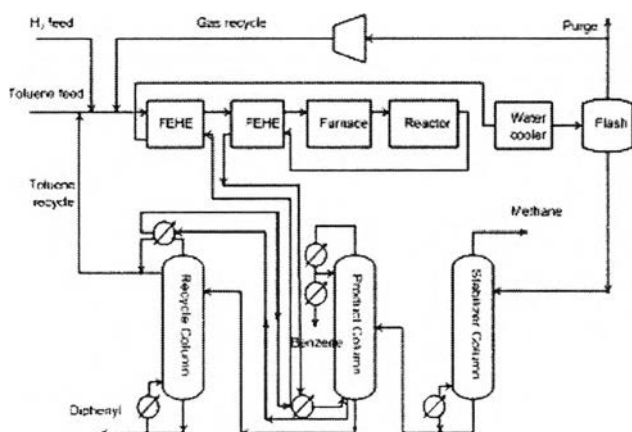 H₂ feed
Gas recycle
Purge
Toluene feed
FEHE
FEHE
Furnace
Reactor
Water
cooler
Flash
Toluene
recycle
Methane
Recycle Column
Product Column
Stabilizer Column
Benzene
Diphenyl